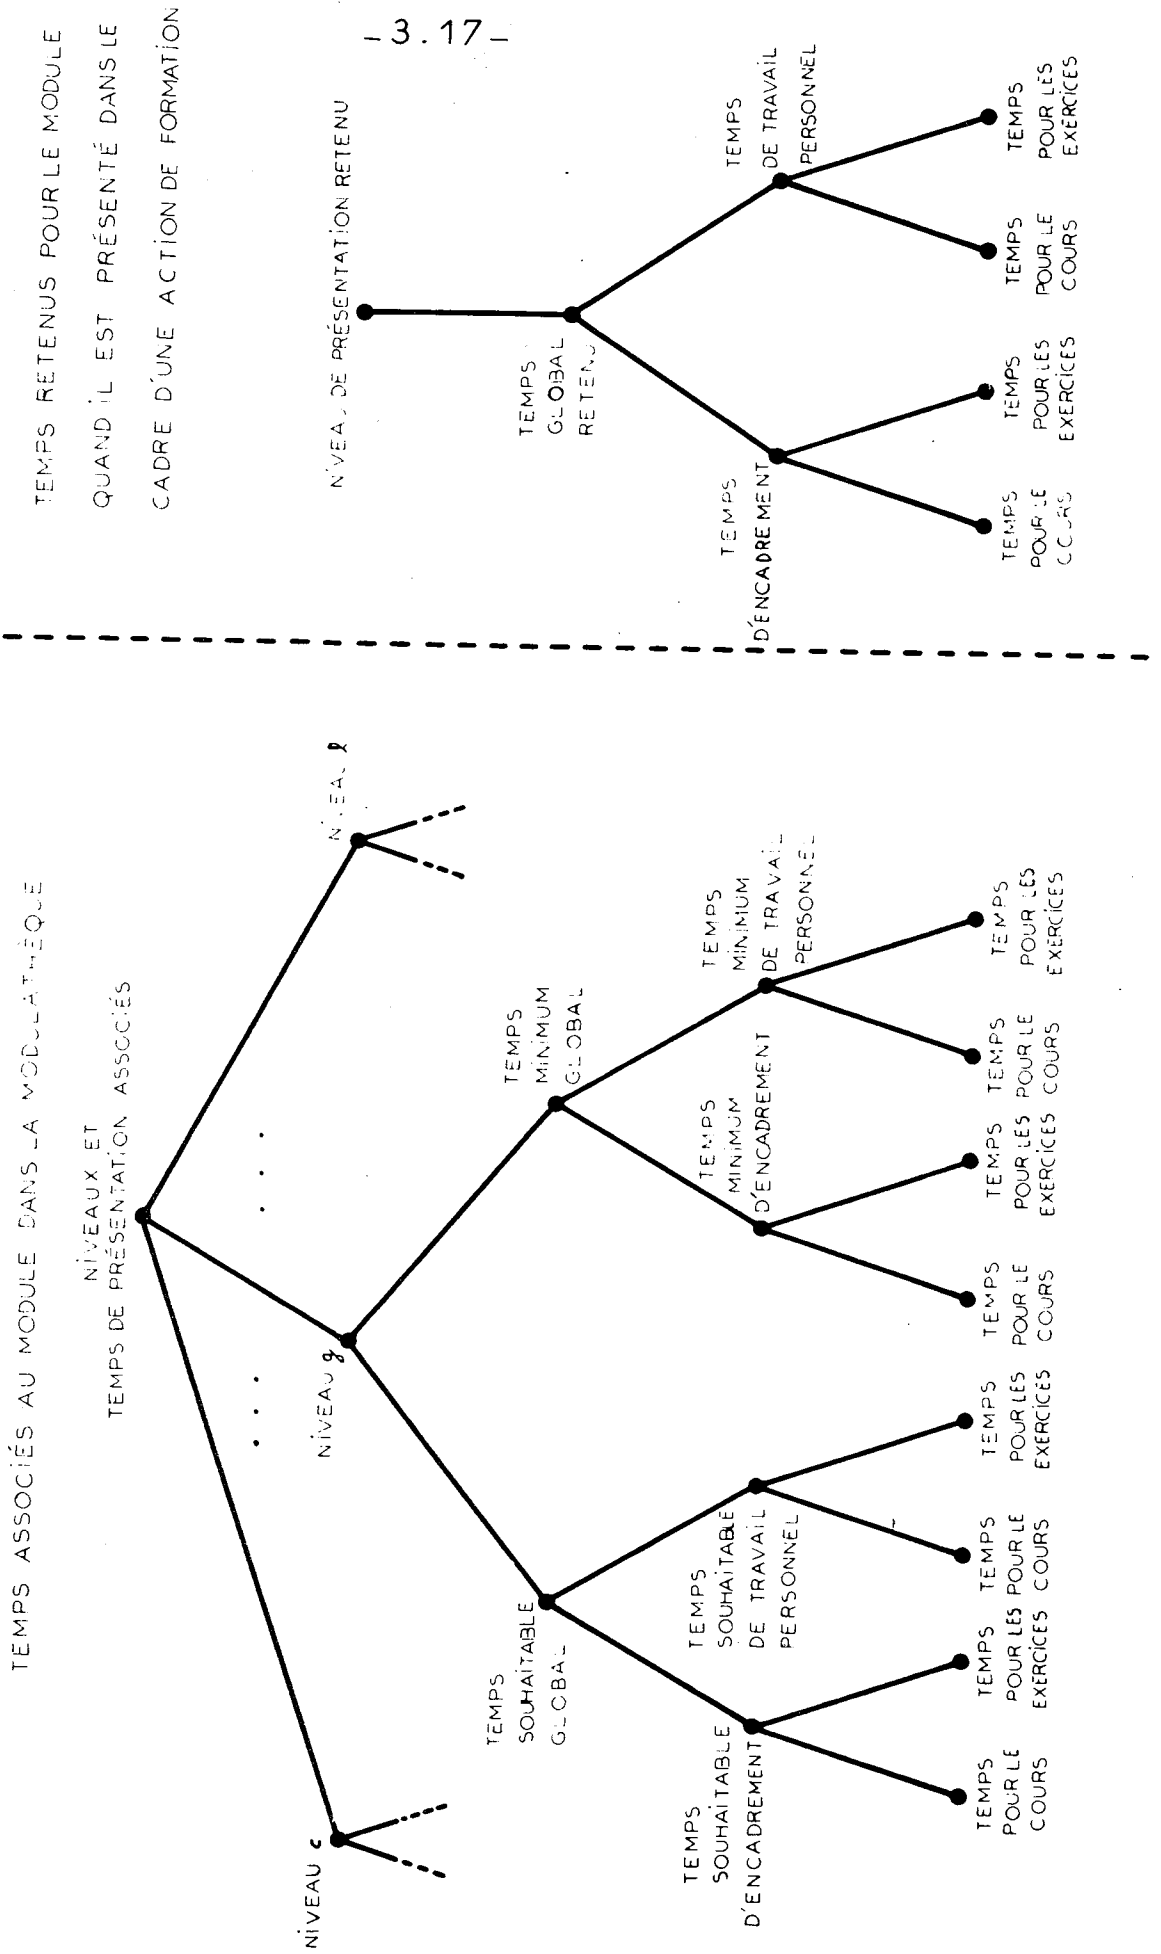 -3.17-
TEMPS ASSOCIÉS AU MODULE DANS LA MODULATHÈQUE
NIVEAUX ET
TEMPS DE PRÉSENTATION ASSOCIÉS
NIVEAU c
NIVEAU g
NIVEAU l
. . .
. . .
TEMPS
SOUHAITABLE
GLOBAL
TEMPS
MINIMUM
GLOBAL
TEMPS
SOUHAITABLE
D'ENCADREMENT
TEMPS
SOUHAITABLE
DE TRAVAIL
PERSONNEL
TEMPS
MINIMUM
D'ENCADREMENT
TEMPS
MINIMUM
DE TRAVAIL
PERSONNEL
TEMPS
POUR LE
COURS
TEMPS
POUR LES
EXERCICES
TEMPS
POUR LE
COURS
TEMPS
POUR LES
EXERCICES
TEMPS
POUR LE
COURS
TEMPS
POUR LES
EXERCICES
TEMPS
POUR LE
COURS
TEMPS
POUR LES
EXERCICES
TEMPS RETENUS POUR LE MODULE
QUAND IL EST PRÉSENTÉ DANS LE
CADRE D'UNE ACTION DE FORMATION
NIVEAU DE PRÉSENTATION RETENU
TEMPS
GLOBAL
RETENU
TEMPS
D'ENCADREMENT
TEMPS
DE TRAVAIL
PERSONNEL
TEMPS
POUR LE
COURS
TEMPS
POUR LES
EXERCICES
TEMPS
POUR LE
COURS
TEMPS
POUR LES
EXERCICES